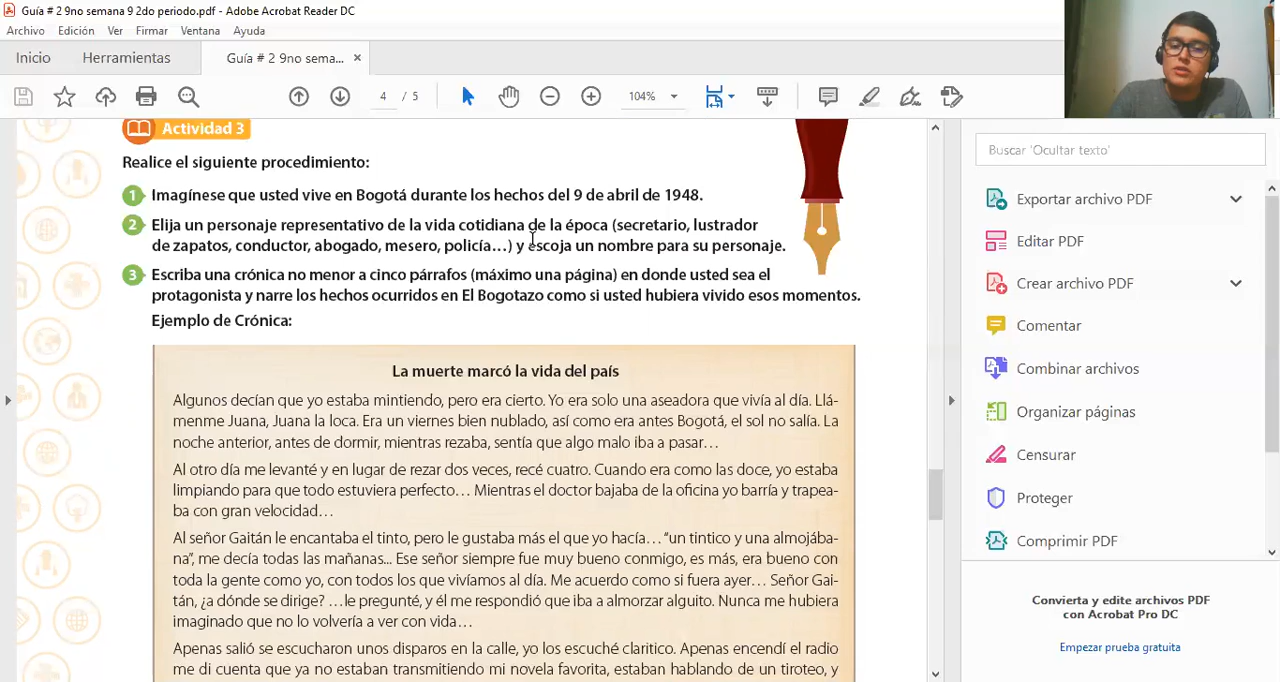 Guía # 2 9no semana 9 2do periodo.pdf - Adobe Acrobat Reader DC
Archivo Edición Ver Firmar Ventana Ayuda
Inicio Herramientas Guía # 2 9no sema... ×
4 / 5 104%
Actividad 3
Realice el siguiente procedimiento:
1 Imagínese que usted vive en Bogotá durante los hechos del 9 de abril de 1948.
2 Elija un personaje representativo de la vida cotidiana de la época (secretario, lustrador
de zapatos, conductor, abogado, mesero, policía…) y escoja un nombre para su personaje.
3 Escriba una crónica no menor a cinco párrafos (máximo una página) en donde usted sea el
protagonista y narre los hechos ocurridos en El Bogotazo como si usted hubiera vivido esos momentos.
Ejemplo de Crónica:
La muerte marcó la vida del país
Algunos decían que yo estaba mintiendo, pero era cierto. Yo era solo una aseadora que vivía al día. Llá-
menme Juana, Juana la loca. Era un viernes bien nublado, así como era antes Bogotá, el sol no salía. La
noche anterior, antes de dormir, mientras rezaba, sentía que algo malo iba a pasar…
Al otro día me levanté y en lugar de rezar dos veces, recé cuatro. Cuando era como las doce, yo estaba
limpiando para que todo estuviera perfecto… Mientras el doctor bajaba de la oficina yo barría y trapea-
ba con gran velocidad…
Al señor Gaitán le encantaba el tinto, pero le gustaba más el que yo hacía… “un tintico y una almojába-
na”, me decía todas las mañanas... Ese señor siempre fue muy bueno conmigo, es más, era bueno con
toda la gente como yo, con todos los que vivíamos al día. Me acuerdo como si fuera ayer… Señor Gai-
tán, ¿a dónde se dirige? …le pregunté, y él me respondió que iba a almorzar alguito. Nunca me hubiera
imaginado que no lo volvería a ver con vida…
Apenas salió se escucharon unos disparos en la calle, yo los escuché claritico. Apenas encendí el radio
me di cuenta que ya no estaban transmitiendo mi novela favorita, estaban hablando de un tiroteo, y
Buscar 'Ocultar texto'
Exportar archivo PDF
Editar PDF
Crear archivo PDF
Comentar
Combinar archivos
Organizar páginas
Censurar
Proteger
Comprimir PDF
Convierta y edite archivos PDF
con Acrobat Pro DC
Empezar prueba gratuita